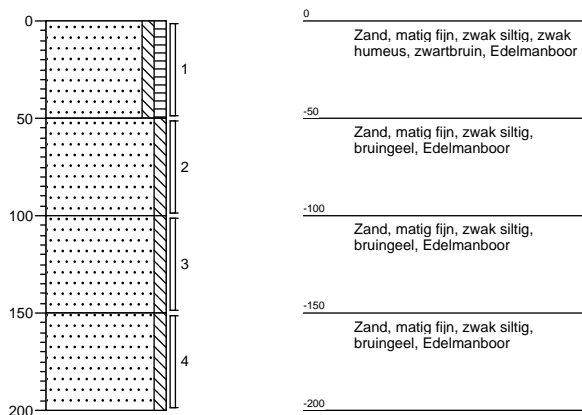 0
50
100
150
200
1
2
3
4
0
Zand, matig fijn, zwak siltig, zwak
humeus, zwartbruin, Edelmanboor
-50
Zand, matig fijn, zwak siltig,
bruingeel, Edelmanboor
-100
Zand, matig fijn, zwak siltig,
bruingeel, Edelmanboor
-150
Zand, matig fijn, zwak siltig,
bruingeel, Edelmanboor
-200